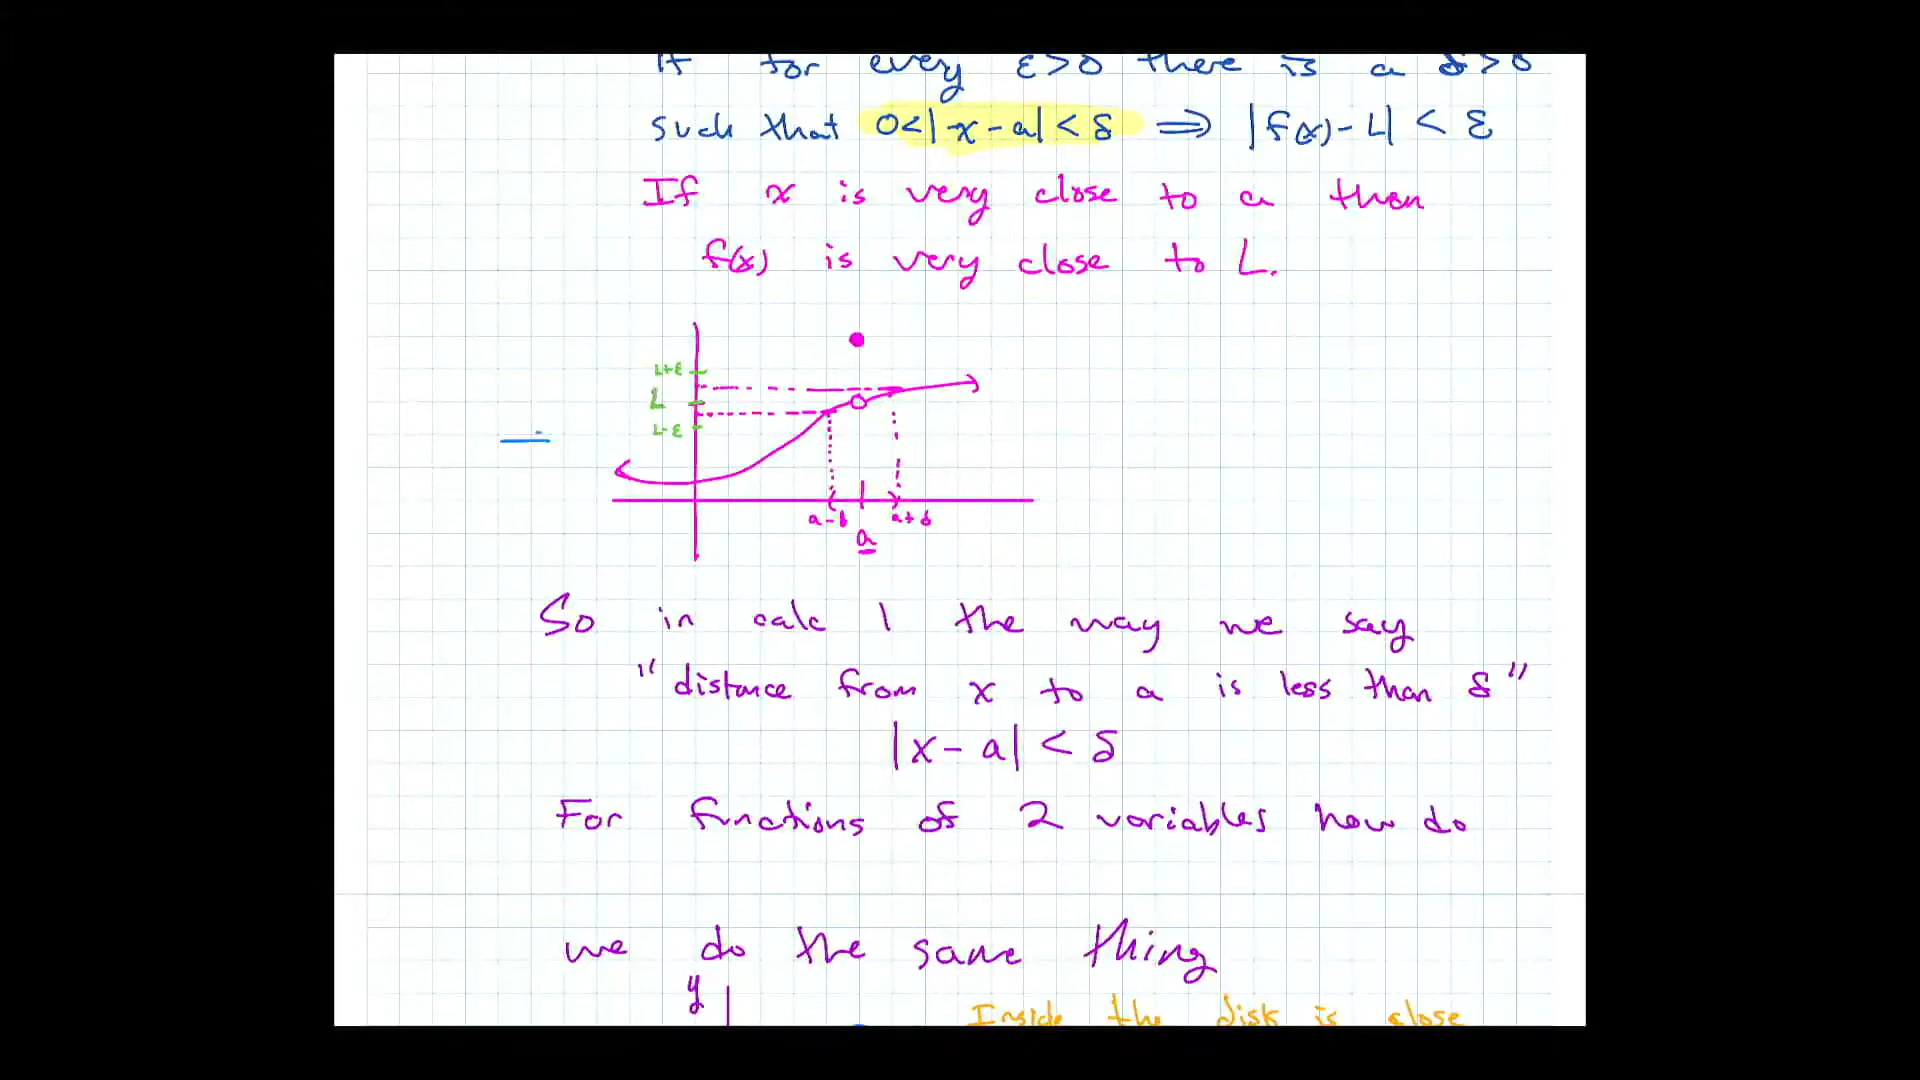 If for every ε>0 there is a δ>0
such that 0<|x-a|<δ ⟹ |f(x)-L|<ε
If x is very close to a then
f(x) is very close to L.
L+ε
L
L-ε
a-δ
a+δ
a
So in calc 1 the way we say
"distance from x to a is less than δ"
|x-a|<δ
For functions of 2 variables how do
we do the same thing
y
Inside the disk is close